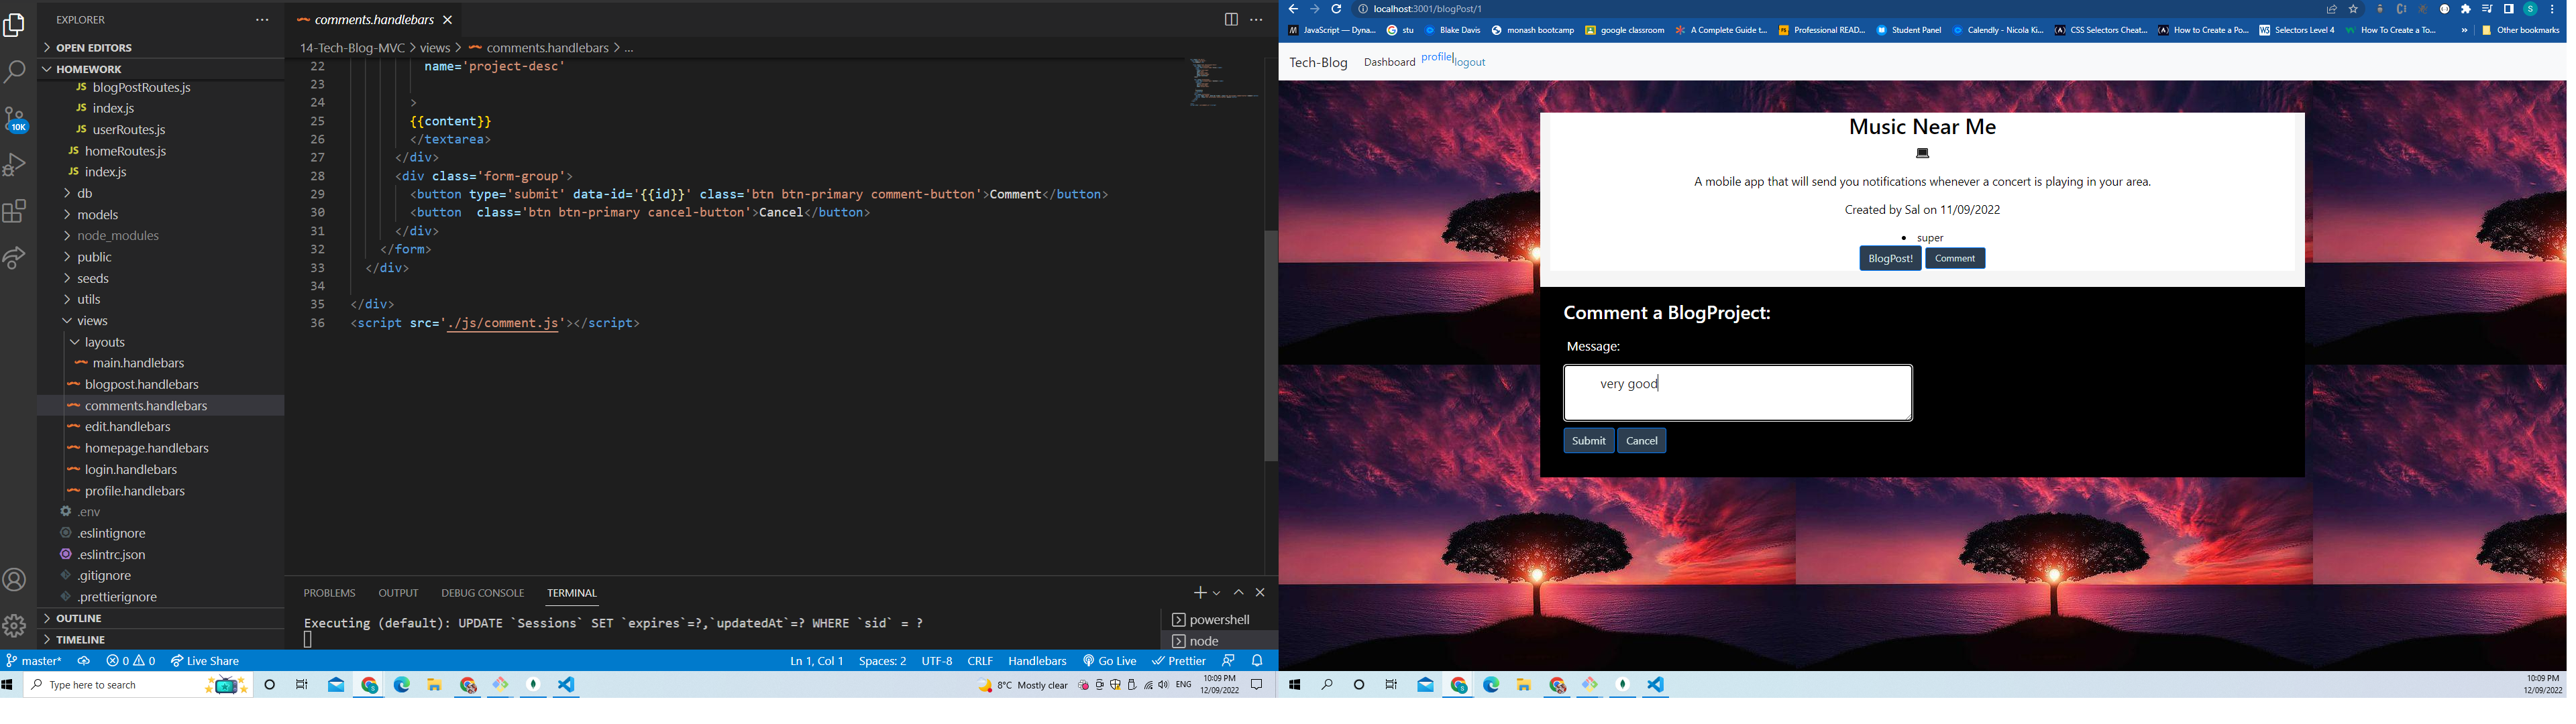 EXPLORER
OPEN EDITORS
HOMEWORK
JS blogPostRoutes.js
JS index.js
JS userRoutes.js
JS homeRoutes.js
JS index.js
db
models
node_modules
public
seeds
utils
views
layouts
main.handlebars
blogpost.handlebars
comments.handlebars
edit.handlebars
homepage.handlebars
login.handlebars
profile.handlebars
.env
.eslintignore
.eslintrc.json
.gitignore
.prettierignore
OUTLINE
TIMELINE
10K
comments.handlebars
14-Tech-Blog-MVC > views > comments.handlebars > ...
22 name='project-desc'
23
24 >
25 {{content}}
26 </textarea>
27 </div>
28 <div class='form-group'>
29 <button type='submit' data-id='{{id}}' class='btn btn-primary comment-button'>Comment</button>
30 <button  class='btn btn-primary cancel-button'>Cancel</button>
31 </div>
32 </form>
33 </div>
34
35 </div>
36 <script src='./js/comment.js'></script>
PROBLEMS OUTPUT DEBUG CONSOLE TERMINAL
Executing (default): UPDATE `Sessions` SET `expires`=?,`updatedAt`=? WHERE `sid` = ?
powershell
node
master* 0 0 Live Share Ln 1, Col 1 Spaces: 2 UTF-8 CRLF Handlebars Go Live Prettier
Type here to search 8°C Mostly clear ENG 10:09 PM
12/09/2022
localhost:3001/blogPost/1
S
JavaScript — Dyna... stu Blake Davis monash bootcamp google classroom A Complete Guide t... Professional READ... Student Panel Calendly - Nicola Ki... CSS Selectors Cheat... How to Create a Po... Selectors Level 4 How To Create a To... » Other bookmarks
Tech-Blog Dashboard profile|logout
Music Near Me
A mobile app that will send you notifications whenever a concert is playing in your area.
Created by Sal on 11/09/2022
• super
BlogPost! Comment
Comment a BlogProject:
Message:
very good
Submit Cancel
10:09 PM
12/09/2022